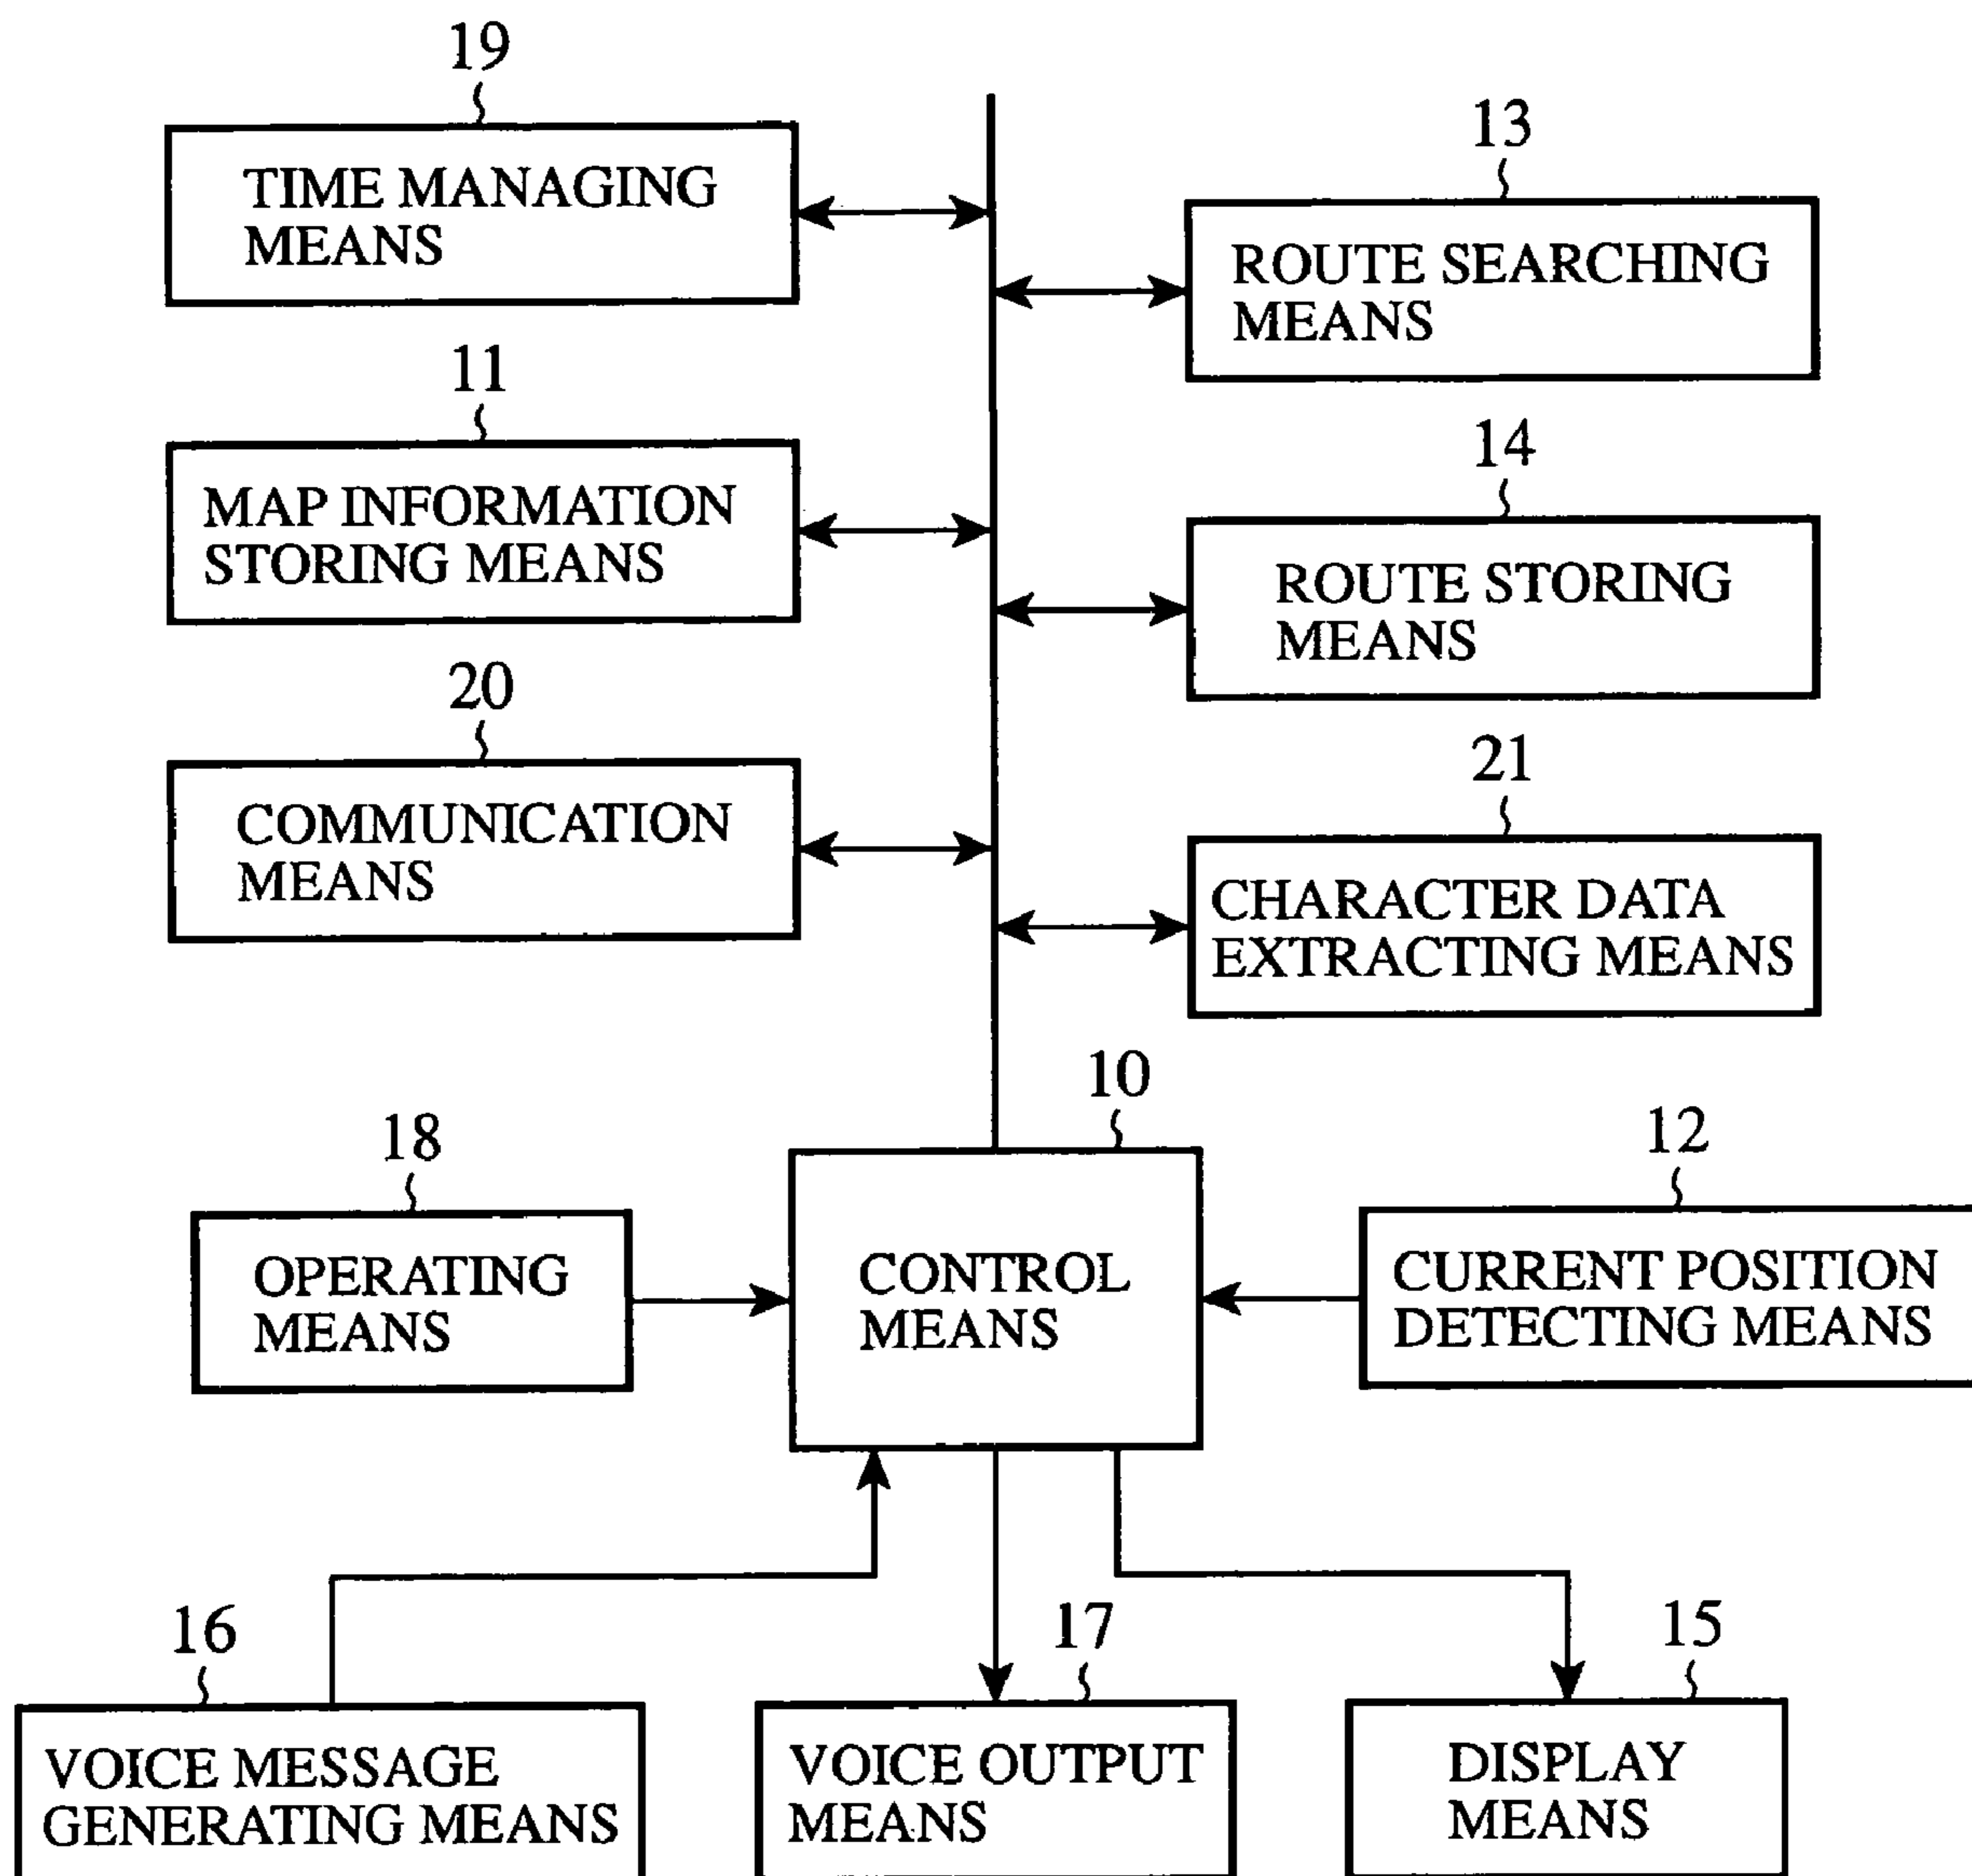 19
TIME MANAGING
MEANS
13
ROUTE SEARCHING
MEANS
11
MAP INFORMATION
STORING MEANS
14
ROUTE STORING
MEANS
20
COMMUNICATION
MEANS
21
CHARACTER DATA
EXTRACTING MEANS
10
CONTROL
MEANS
18
OPERATING
MEANS
12
CURRENT POSITION
DETECTING MEANS
16
VOICE MESSAGE
GENERATING MEANS
17
VOICE OUTPUT
MEANS
15
DISPLAY
MEANS